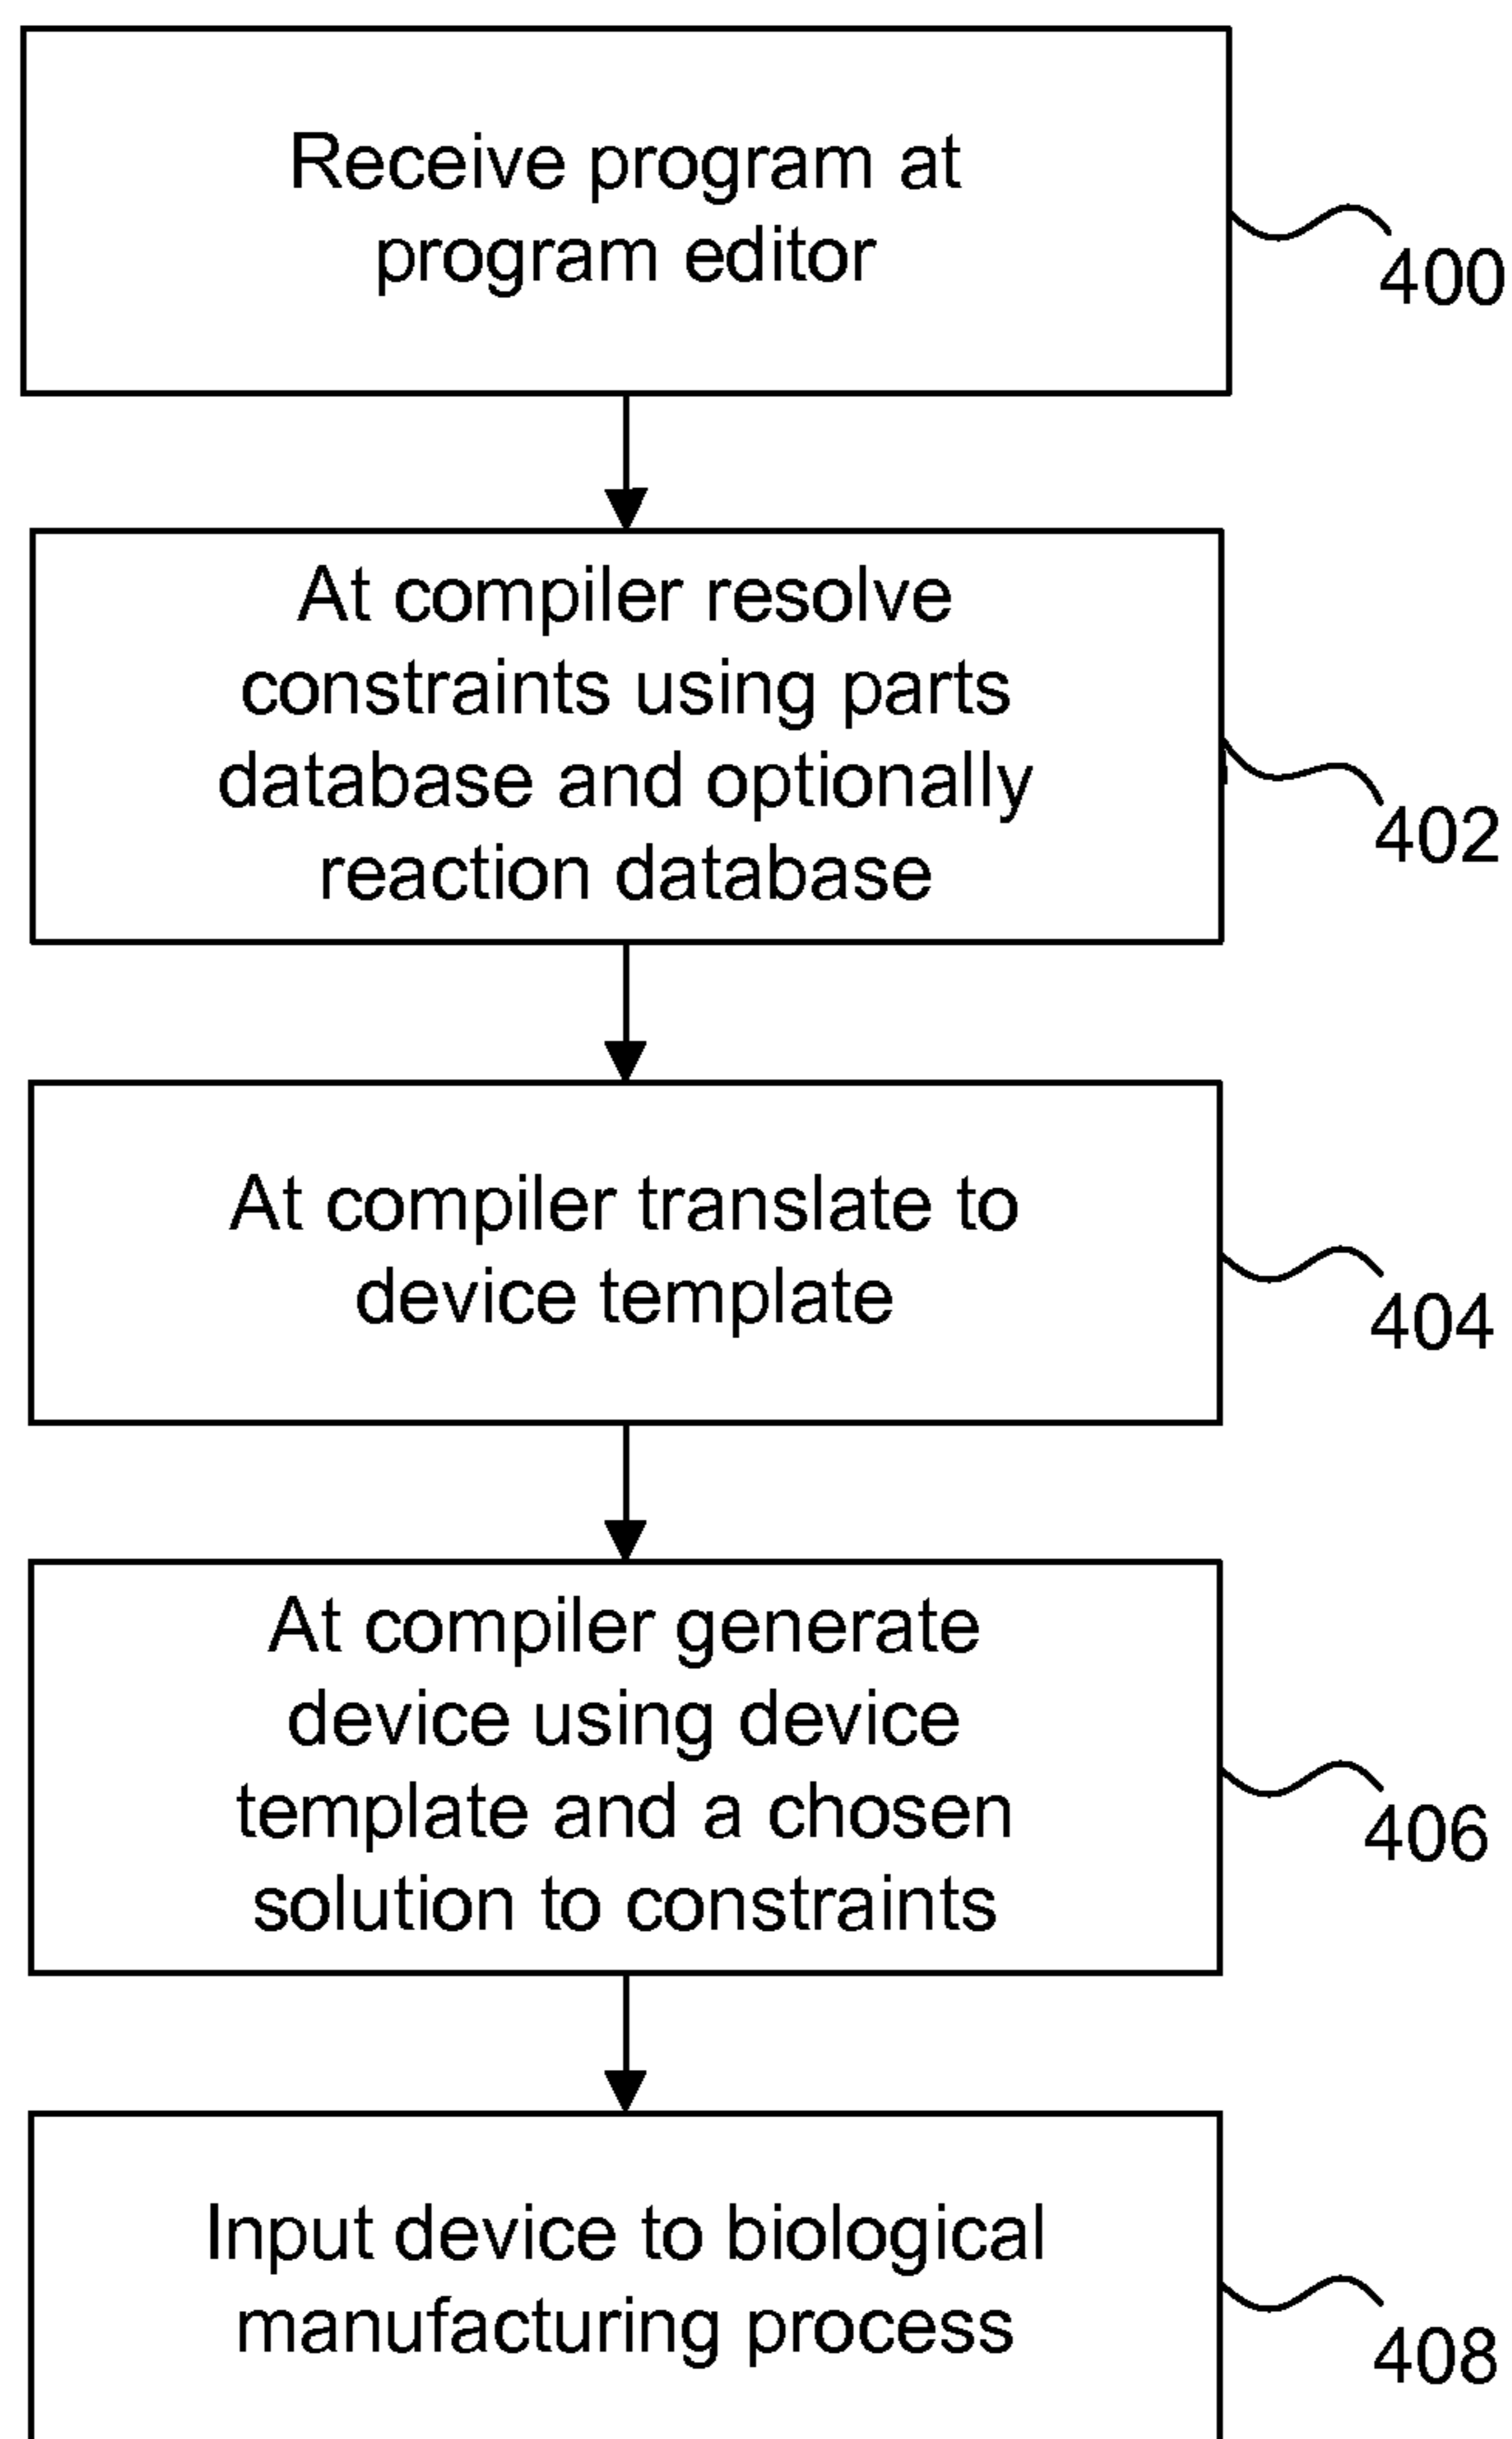 Receive program at
program editor
400
At compiler resolve
constraints using parts
database and optionally
reaction database
402
At compiler translate to
device template
404
At compiler generate
device using device
template and a chosen
solution to constraints
406
Input device to biological
manufacturing process
408